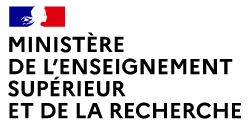 MINISTÈRE
DE L'ENSEIGNEMENT
SUPÉRIEUR
ET DE LA RECHERCHE